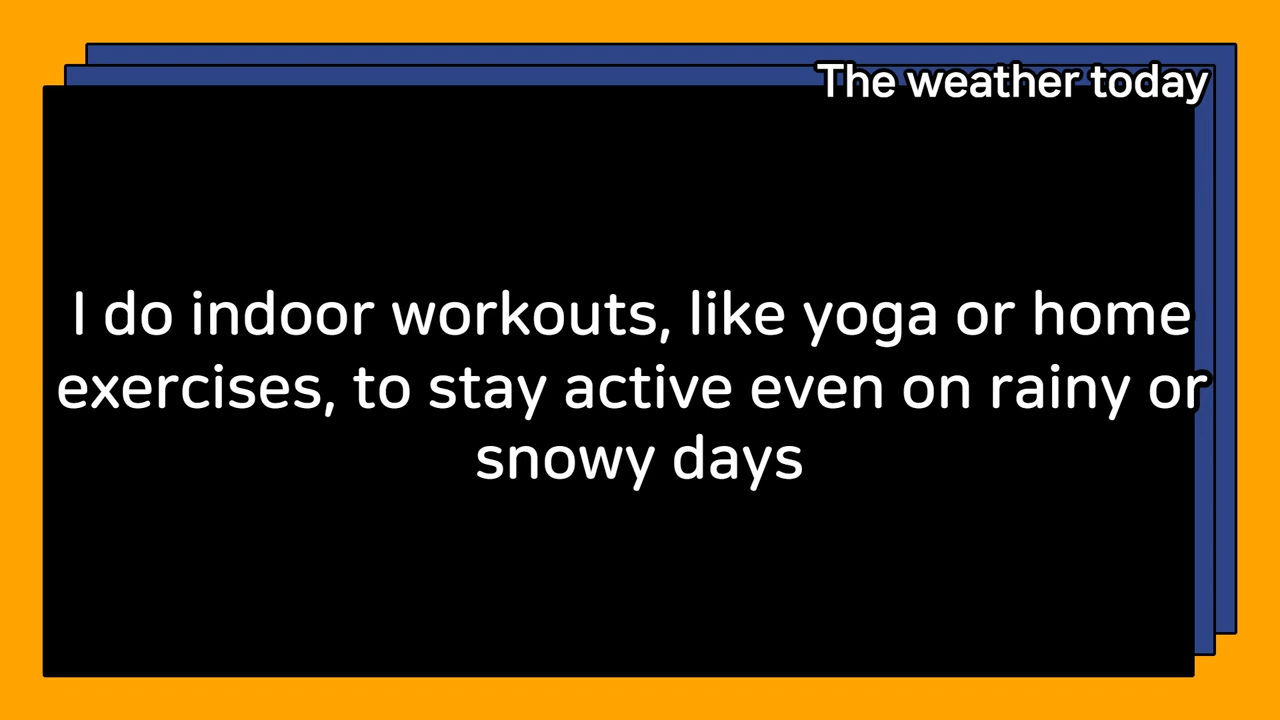 The weather today
I do indoor workouts, like yoga or home
exercises, to stay active even on rainy or
snowy days